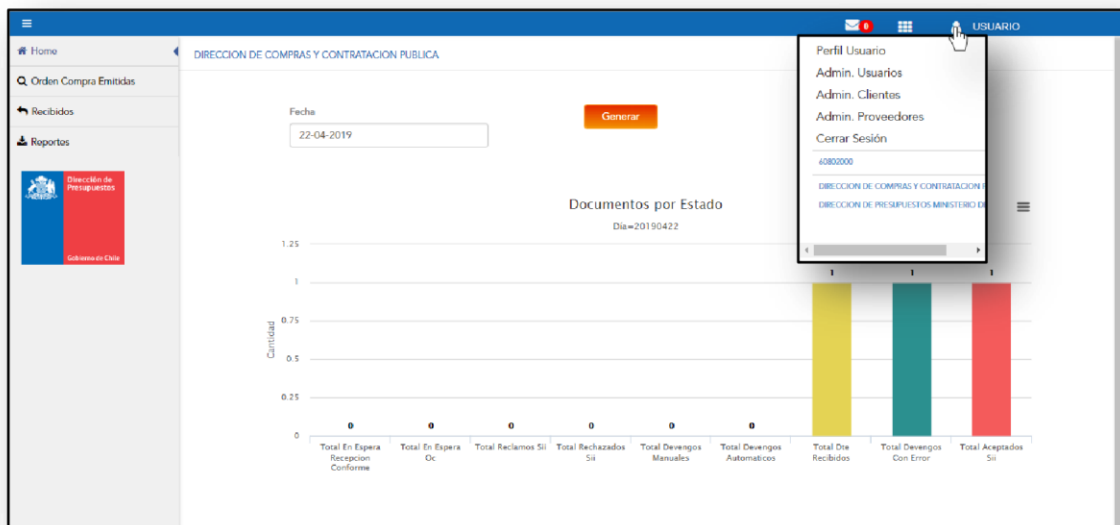 0
USUARIO
Home
Orden Compra Emitidas
Recibidos
Reportes
Dirección de
Presupuestos
Gobierno de Chile
DIRECCION DE COMPRAS Y CONTRATACION PUBLICA
Fecha
22-04-2019
Generar
Perfil Usuario
Admin. Usuarios
Admin. Clientes
Admin. Proveedores
Cerrar Sesión
60802000
DIRECCION DE COMPRAS Y CONTRATACION
DIRECCION DE PRESUPUESTOS MINISTERIO
Documentos por Estado
Día=20190422
Cantidad
1.25
1
0.75
0.5
0.25
0
0
0
0
0
0
0
1
1
1
Total En Espera
Recepcion
Conforme
Total En Espera
Oc
Total Reclamos Sii
Total Rechazados
Sii
Total Devengos
Manuales
Total Devengos
Automaticos
Total Dte
Recibidos
Total Devengos
Con Error
Total Aceptados
Sii